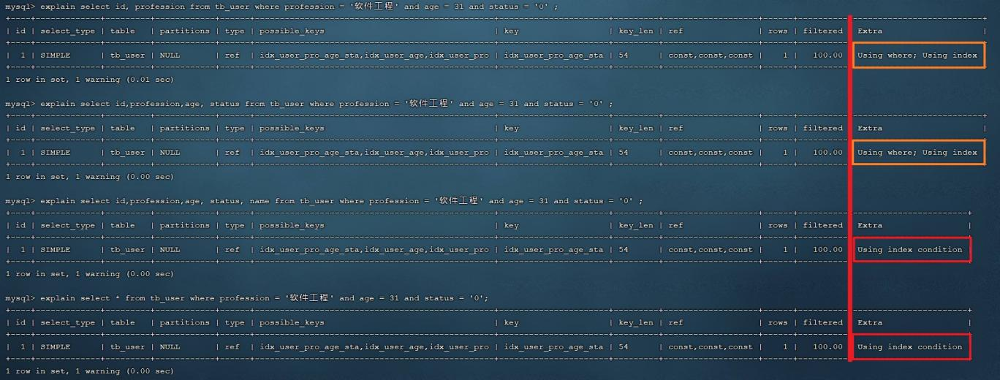 mysql> explain select id, profession from tb_user where profession = '软件工程' and age = 31 and status = '0' ;
| id | select_type | table | partitions | type | possible_keys | key | key_len | ref | rows | filtered | Extra |
| 1 | SIMPLE | tb_user | NULL | ref | idx_user_pro_age_sta,idx_user_age,idx_user_pro | idx_user_pro_age_sta | 54 | const,const,const | 1 | 100.00 | Using where; Using index
1 row in set, 1 warning (0.01 sec)
mysql> explain select id,profession,age, status from tb_user where profession = '软件工程' and age = 31 and status = '0' ;
| id | select_type | table | partitions | type | possible_keys | key | key_len | ref | rows | filtered | Extra |
| 1 | SIMPLE | tb_user | NULL | ref | idx_user_pro_age_sta,idx_user_age,idx_user_pro | idx_user_pro_age_sta | 54 | const,const,const | 1 | 100.00 | Using where; Using index
1 row in set, 1 warning (0.00 sec)
mysql> explain select id,profession,age, status, name from tb_user where profession = '软件工程' and age = 31 and status = '0' ;
| id | select_type | table | partitions | type | possible_keys | key | key_len | ref | rows | filtered | Extra |
| 1 | SIMPLE | tb_user | NULL | ref | idx_user_pro_age_sta,idx_user_age,idx_user_pro | idx_user_pro_age_sta | 54 | const,const,const | 1 | 100.00 | Using index condition
1 row in set, 1 warning (0.00 sec)
mysql> explain select * from tb_user where profession = '软件工程' and age = 31 and status = '0';
| id | select_type | table | partitions | type | possible_keys | key | key_len | ref | rows | filtered | Extra |
| 1 | SIMPLE | tb_user | NULL | ref | idx_user_pro_age_sta,idx_user_age,idx_user_pro | idx_user_pro_age_sta | 54 | const,const,const | 1 | 100.00 | Using index condition
1 row in set, 1 warning (0.00 sec)